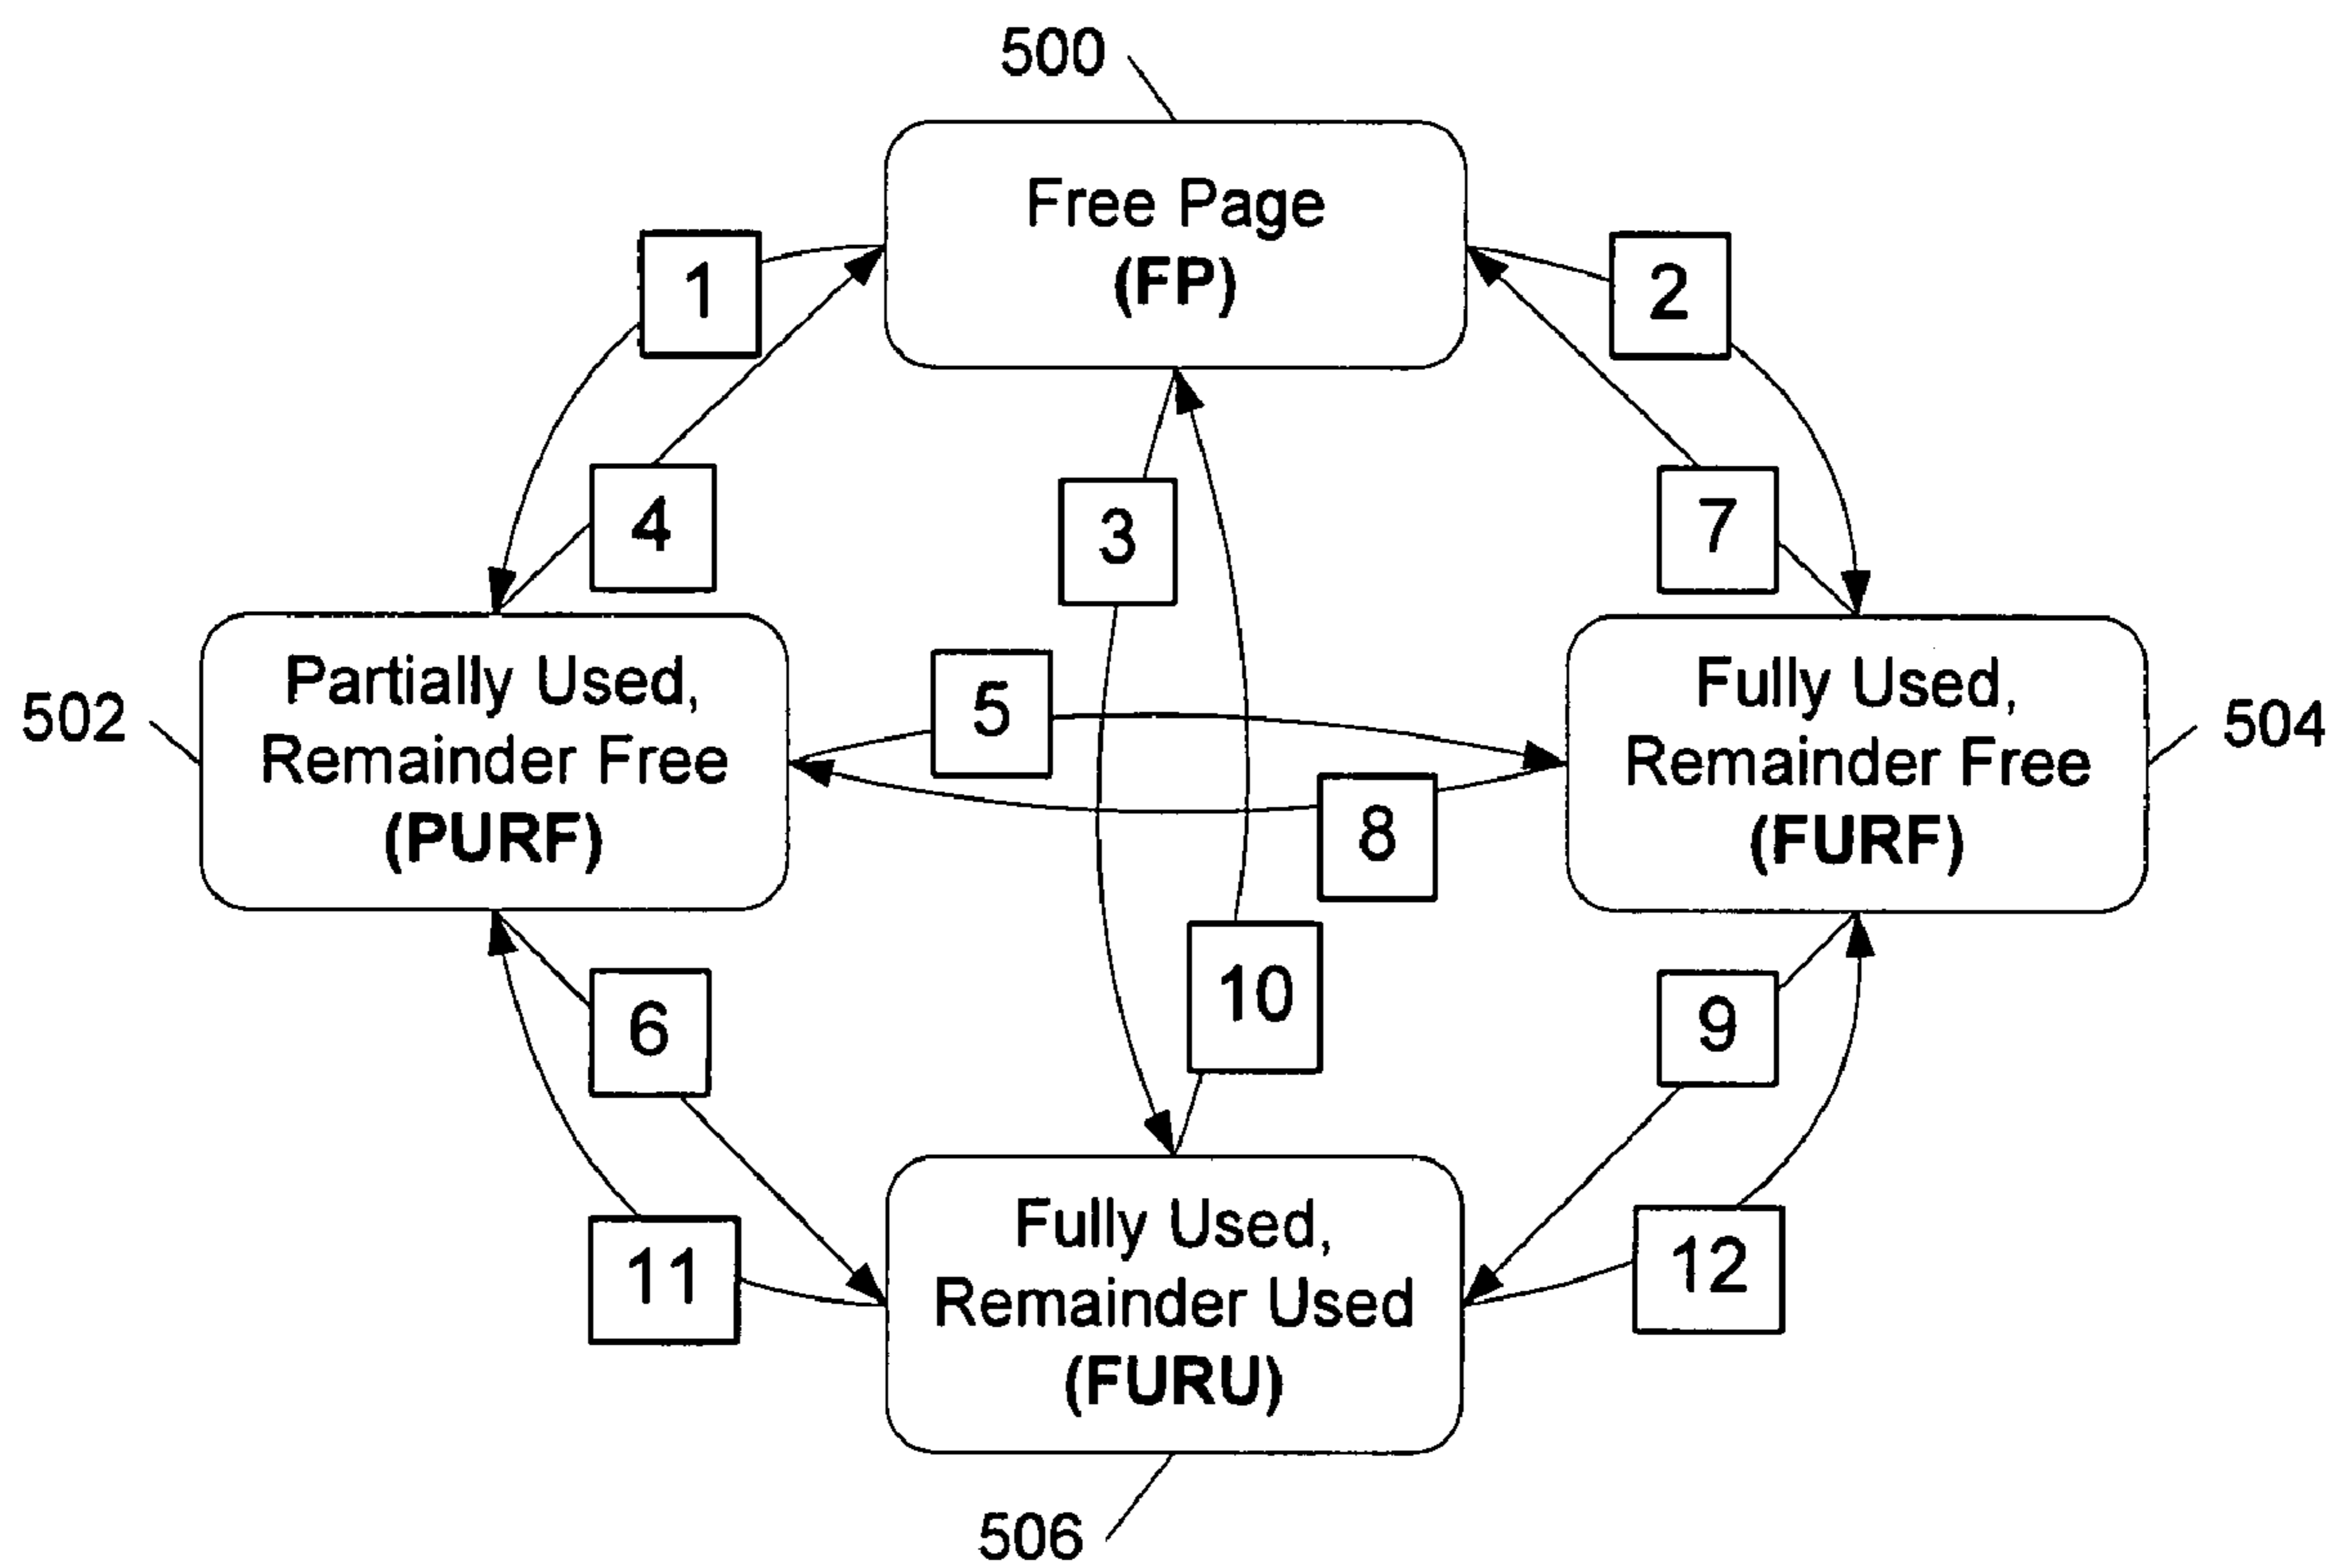 500
Free Page
(FP)
1
2
4
3
7
Partially Used,
Remainder Free
(PURF)
502
5
8
Fully Used,
Remainder Free
(FURF)
504
6
10
9
11
12
Fully Used,
Remainder Used
(FURU)
506